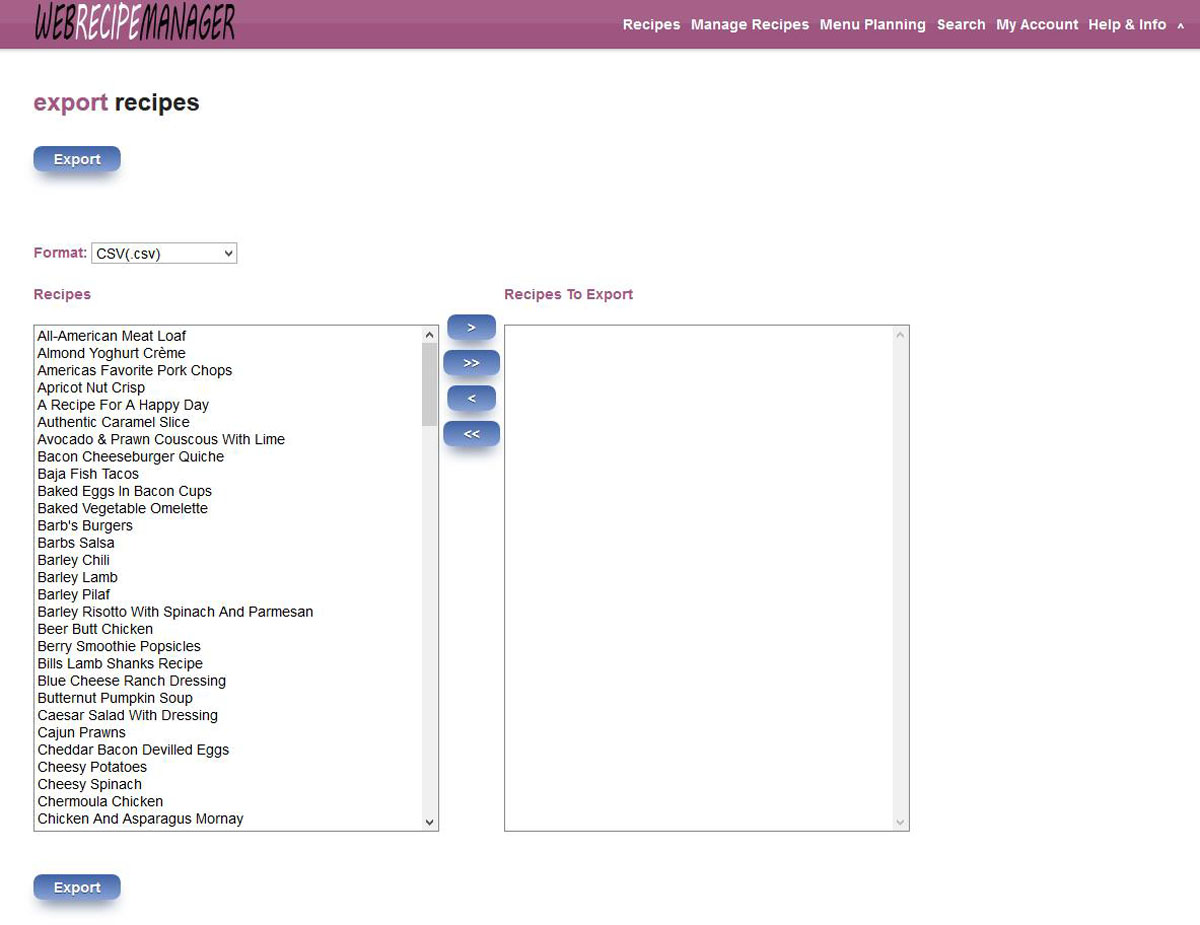 WEBRECIPEMANAGER
Recipes Manage Recipes Menu Planning Search My Account Help & Info
export recipes
Export
Format: CSV(.csv)
Recipes
All-American Meat Loaf
Almond Yoghurt Crème
Americas Favorite Pork Chops
Apricot Nut Crisp
A Recipe For A Happy Day
Authentic Caramel Slice
Avocado & Prawn Couscous With Lime
Bacon Cheeseburger Quiche
Baja Fish Tacos
Baked Eggs In Bacon Cups
Baked Vegetable Omelette
Barb's Burgers
Barbs Salsa
Barley Chili
Barley Lamb
Barley Pilaf
Barley Risotto With Spinach And Parmesan
Beer Butt Chicken
Berry Smoothie Popsicles
Bills Lamb Shanks Recipe
Blue Cheese Ranch Dressing
Butternut Pumpkin Soup
Caesar Salad With Dressing
Cajun Prawns
Cheddar Bacon Devilled Eggs
Cheesy Potatoes
Cheesy Spinach
Chermoula Chicken
Chicken And Asparagus Mornay
>
>>
<
<<
Recipes To Export
Export